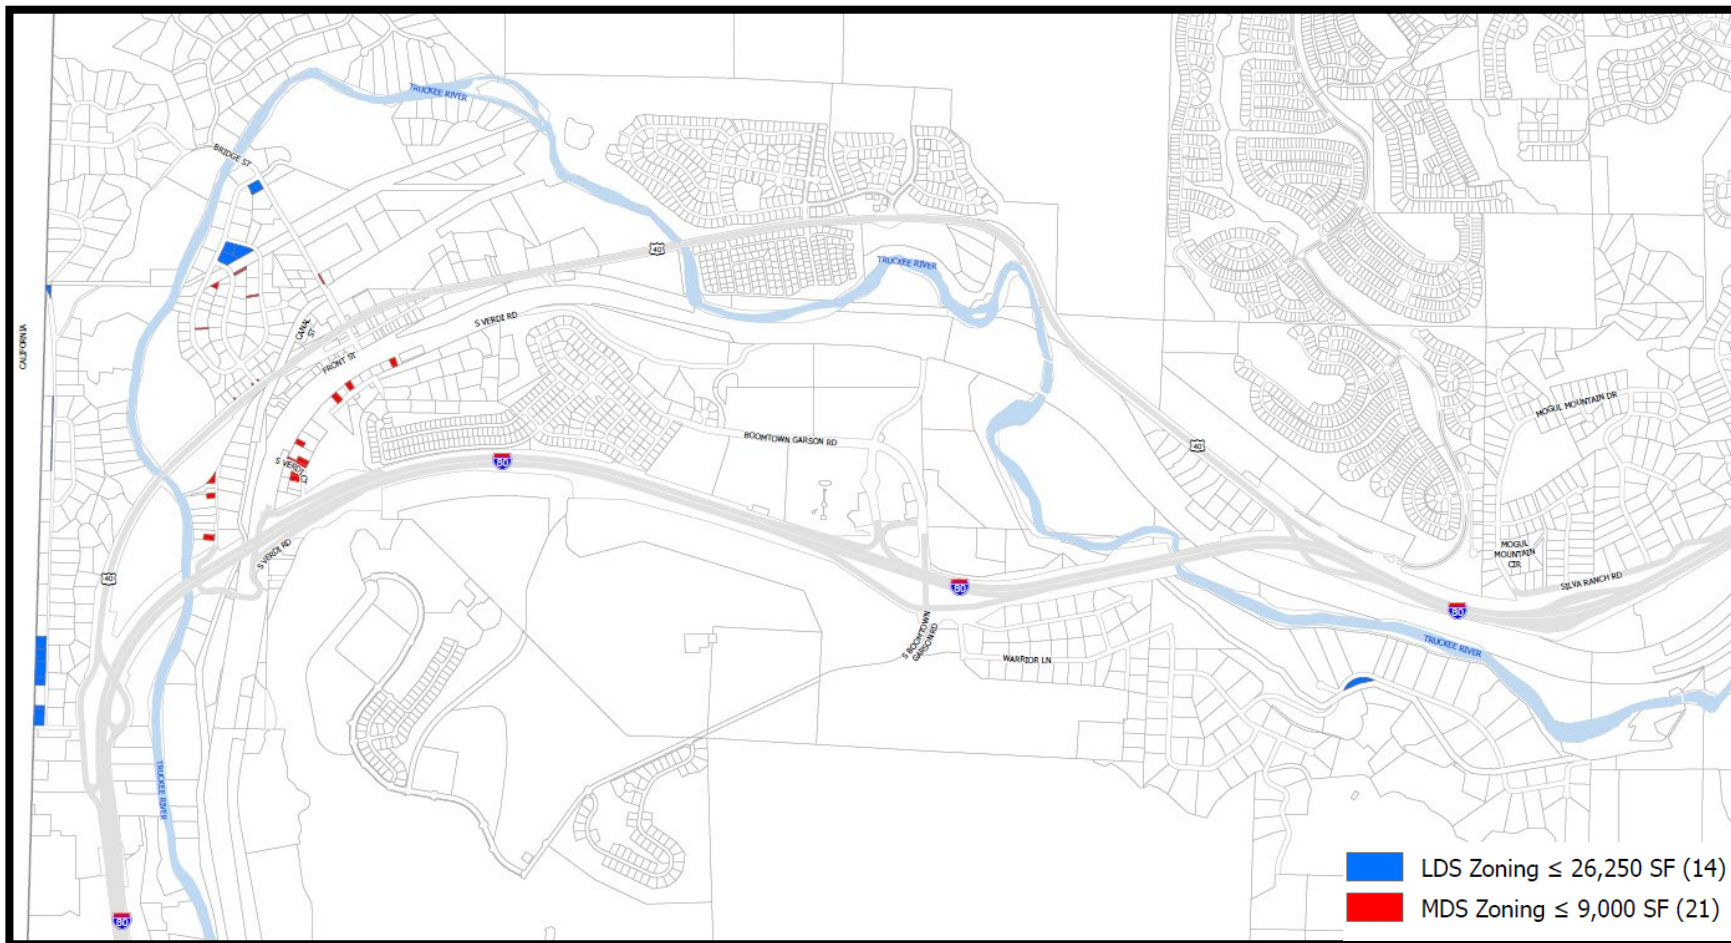 TRUCKEE RIVER
BRIDGE ST
40
TRUCKEE RIVER
CALIFORNIA
CANAL
ST
S VERDI RD
FRONT ST
MOGUL MOUNTAIN DR
BOOMTOWN GARSON RD
40
80
S VERDI
CI
MOGUL
MOUNTAIN
CIR
S VERDI RD
40
80
SILVA RANCH RD
80
S BOOMTOWN
GARSON RD
WARRIOR LN
TRUCKEE RIVER
TRUCKEE RIVER
80
LDS Zoning ≤ 26,250 SF (14)
MDS Zoning ≤ 9,000 SF (21)